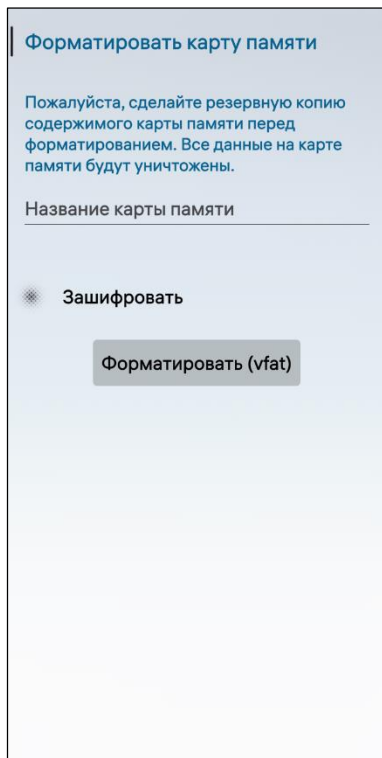 Форматировать карту памяти
Пожалуйста, сделайте резервную копию
содержимого карты памяти перед
форматированием. Все данные на карте
памяти будут уничтожены.
Название карты памяти
Зашифровать
Форматировать (vfat)